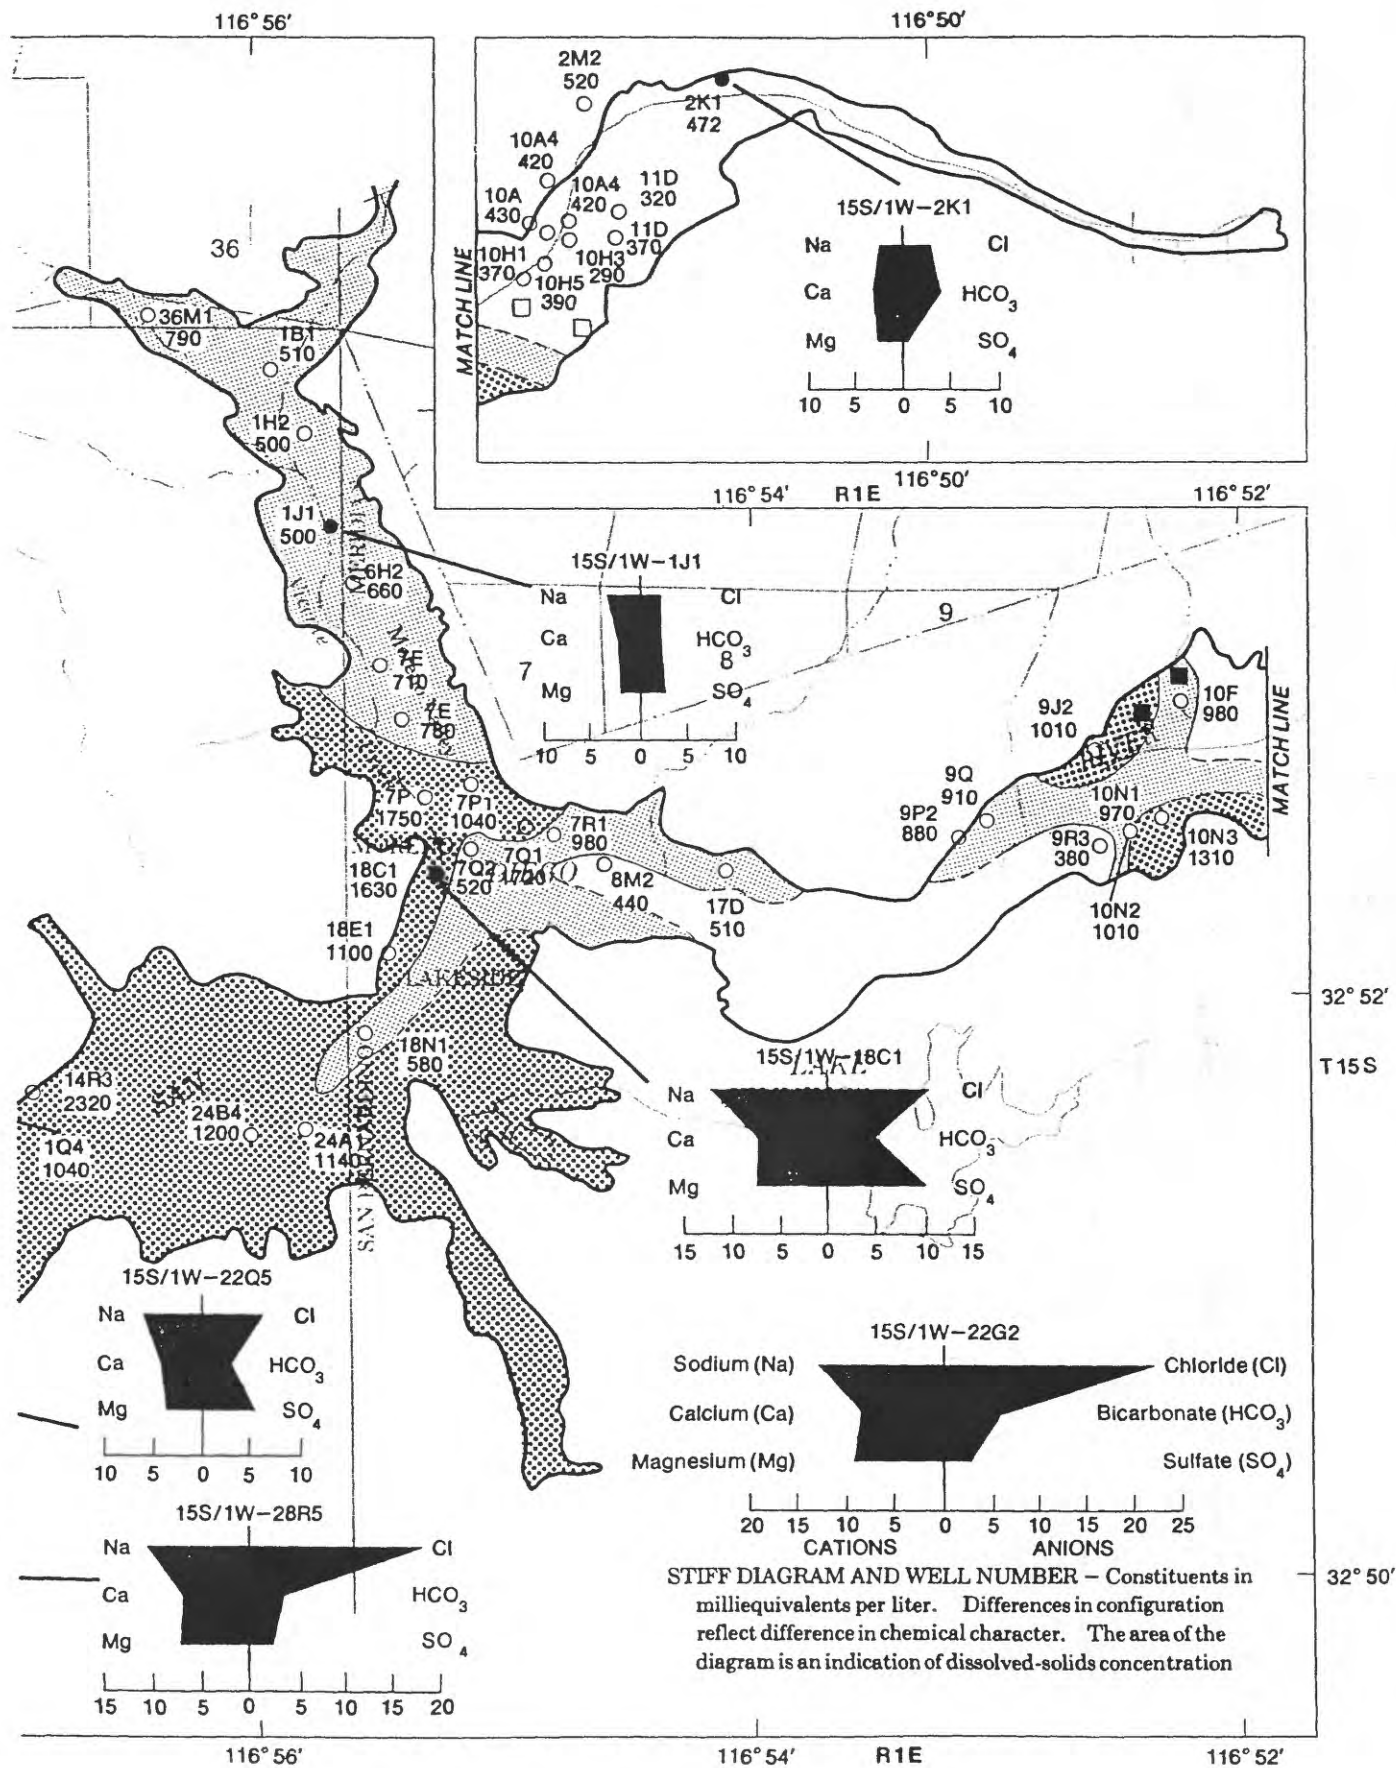 116°56′
116°50′
2M2
520
2K1
472
10A4
420
10A
430
10A4
420
11D
320
11D
370
10H1
370
10H3
290
10H5
390
MATCH LINE
15S/1W–2K1
Na Cl
Ca HCO3
Mg SO4
10 5 0 5 10
116°50′
36
36M1
790
1B1
510
1H2
500
1J1
500
MERIDIAN
6H2
660
7E
710
7E
780
116°54′ R1E 116°52′
15S/1W–1J1
Na Cl
Ca HCO3
7 8
9
Mg SO4
10 5 0 5 10
9J2
1010
10F
980
MATCH LINE
9Q
910
9P2
880
10N1
970
9R3
380
10N3
1310
10N2
1010
7P
1750
7P1
1040
7R1
980
7Q2
520
7Q1
1720
8M2
440
17D
510
18C1
1630
18E1
1100
LAKESIDE
32°52′
T15S
18N1
580
14R3
2320
SAN
24B4
1200
24A1
1140
1Q4
1040
SAN BERNARDINO
15S/1W–18C1
LAKE
Na Cl
Ca HCO3
Mg SO4
15 10 5 0 5 10 15
15S/1W–22Q5
Na Cl
Ca HCO3
Mg SO4
10 5 0 5 10
15S/1W–22G2
Sodium (Na) Chloride (Cl)
Calcium (Ca) Bicarbonate (HCO3)
Magnesium (Mg) Sulfate (SO4)
20 15 10 5 0 5 10 15 20 25
CATIONS ANIONS
15S/1W–28R5
Na Cl
Ca HCO3
Mg SO4
15 10 5 0 5 10 15 20
STIFF DIAGRAM AND WELL NUMBER – Constituents in
milliequivalents per liter. Differences in configuration
reflect difference in chemical character. The area of the
diagram is an indication of dissolved-solids concentration
32°50′
116°56′ 116°54′ R1E 116°52′